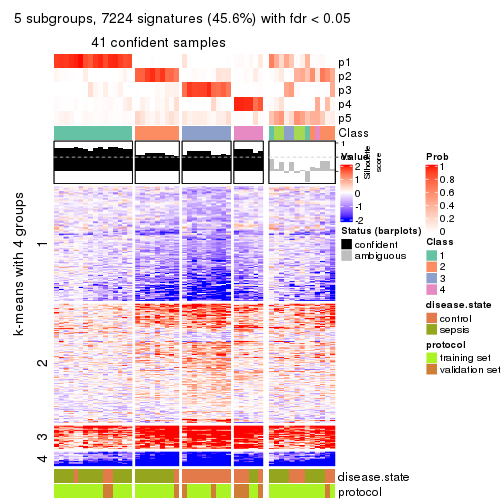 5 subgroups, 7224 signatures (45.6%) with fdr < 0.05
41 confident samples
p1
p2
p3
p4
p5
Class
1
Silhouette
score
Value
2
1
0
-1
-2
Status (barplots)
confident
ambiguous
Prob
1
0.8
0.6
0.4
0.2
0
Class
1
2
3
4
disease.state
control
sepsis
protocol
training set
validation set
k-means with 4 groups
1
2
3
4
disease.state
protocol